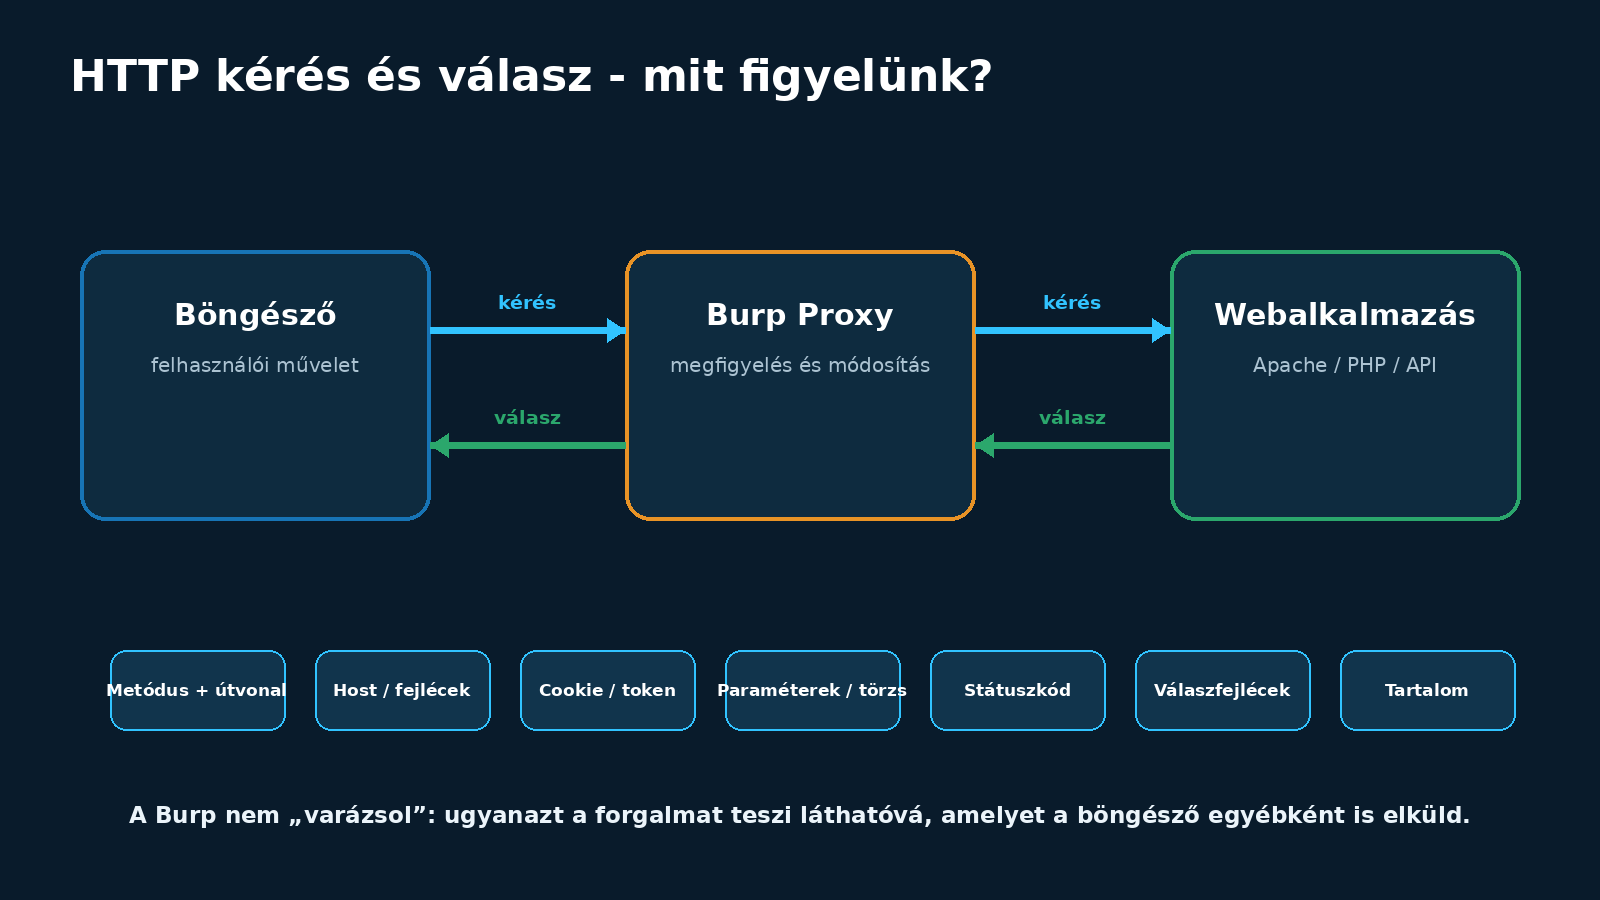 HTTP kérés és válasz - mit figyelünk?
Böngésző
felhasználói művelet
kérés
válasz
Burp Proxy
megfigyelés és módosítás
kérés
válasz
Webalkalmazás
Apache / PHP / API
Metódus + útvonal
Host / fejlécek
Cookie / token
Paraméterek / törzs
Státuszkód
Válaszfejlécek
Tartalom
A Burp nem „varázsol”: ugyanazt a forgalmat teszi láthatóvá, amelyet a böngésző egyébként is elküld.